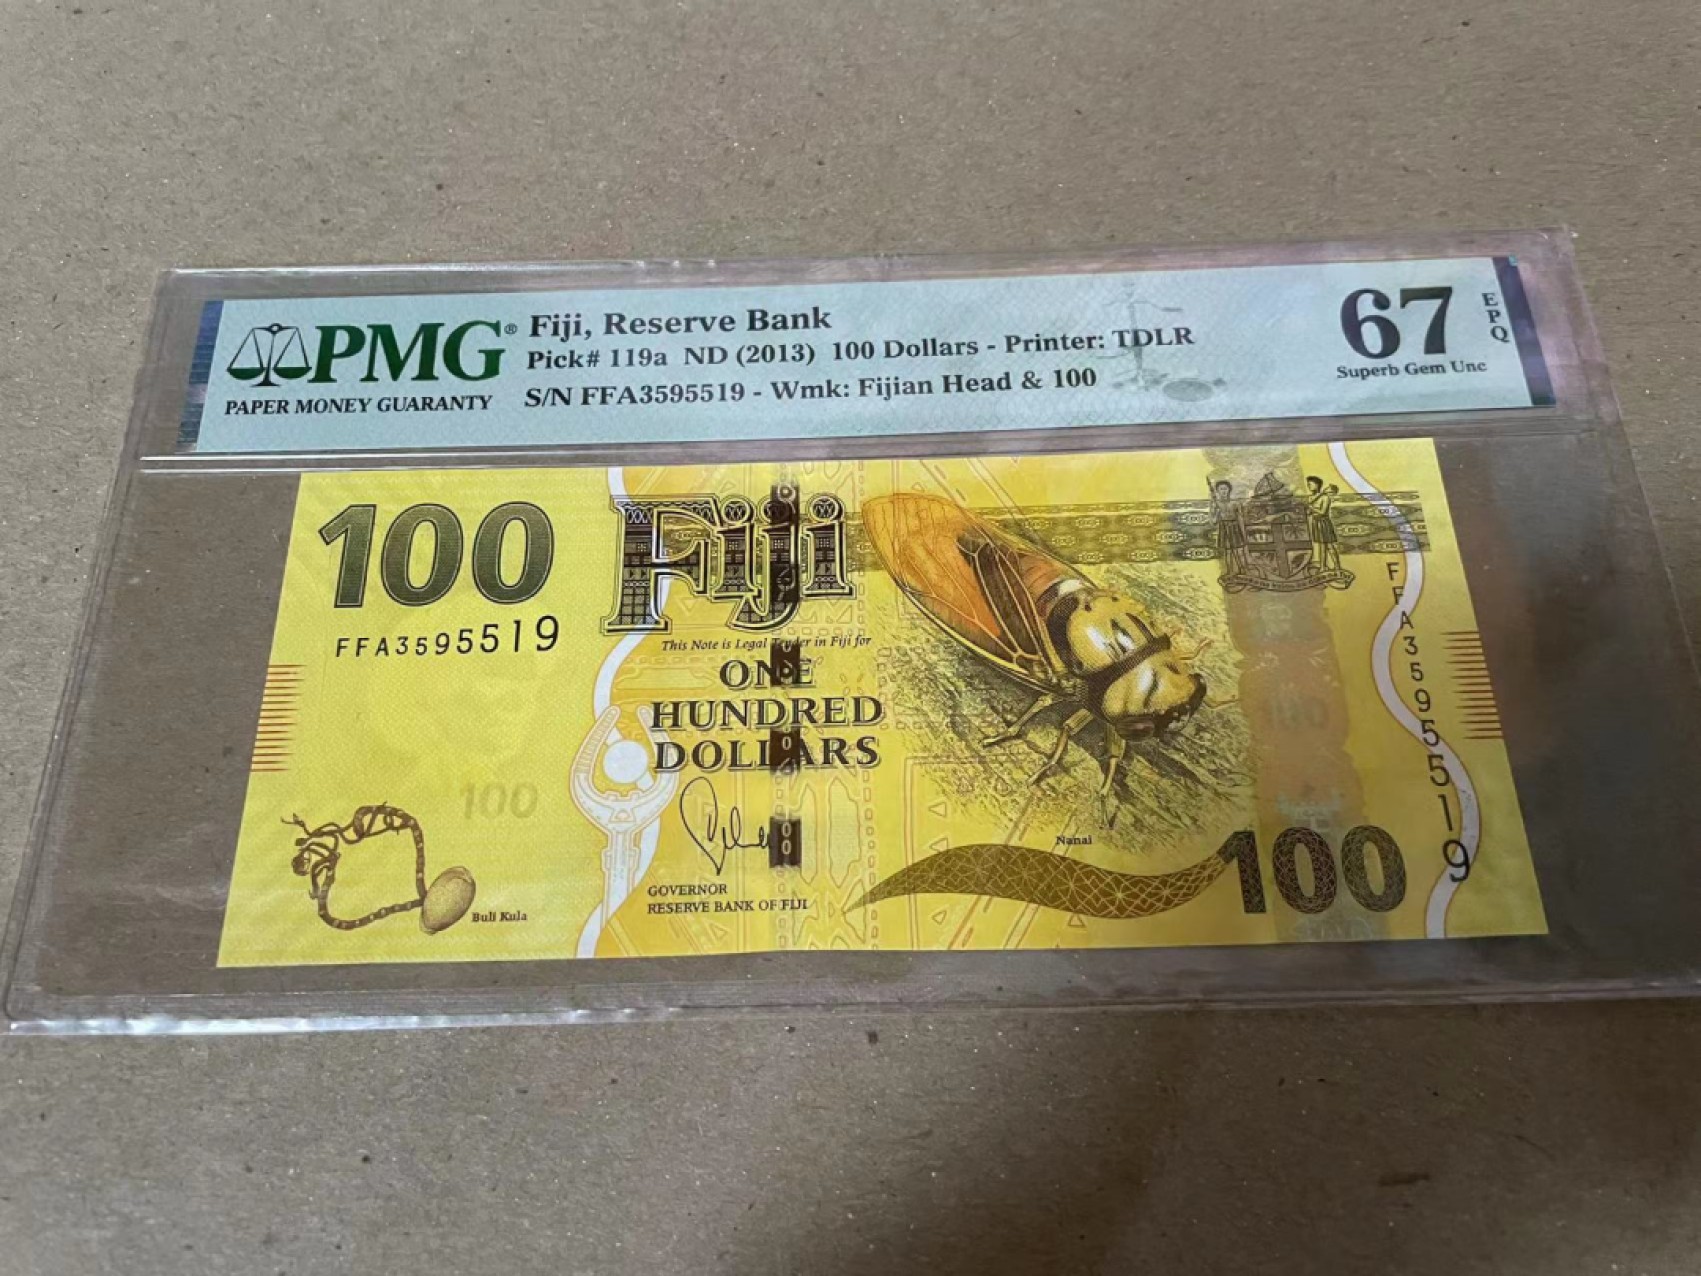 PMG®
PAPER MONEY GUARANTY
Fiji, Reserve Bank
Pick# 119a ND (2013) 100 Dollars - Printer: TDLR
S/N FFA3595519 - Wmk: Fijian Head & 100
67
EPQ
Superb Gem Unc
100
FFA3595519
Fiji
This Note is Legal Tender in Fiji for
ONE
HUNDRED
DOLLARS
100
GOVERNOR
RESERVE BANK OF FIJI
Buli Kula
Nanai
100
100
FFA3595519